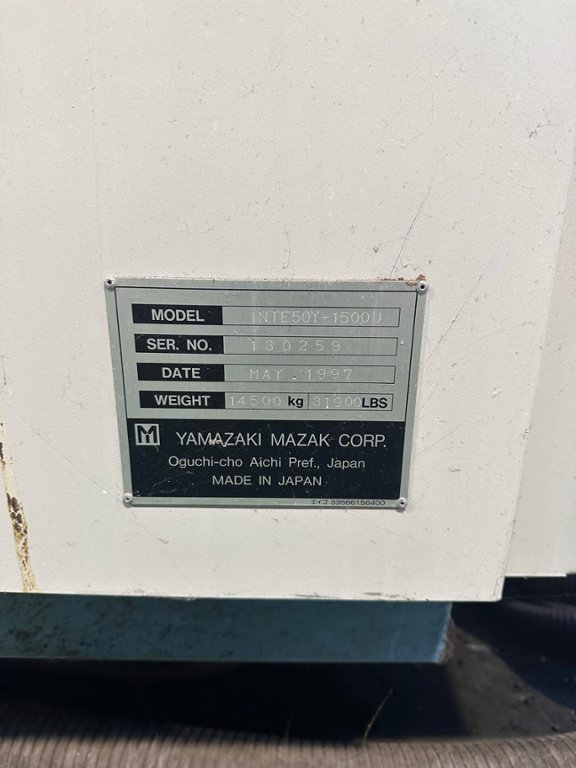 MODEL INTE50Y-1500U
SER. NO. 130259
DATE MAY. 1997
WEIGHT 14500 kg 31900 LBS
M YAMAZAKI MAZAK CORP.
Oguchi-cho Aichi Pref., Japan
MADE IN JAPAN
33566156400